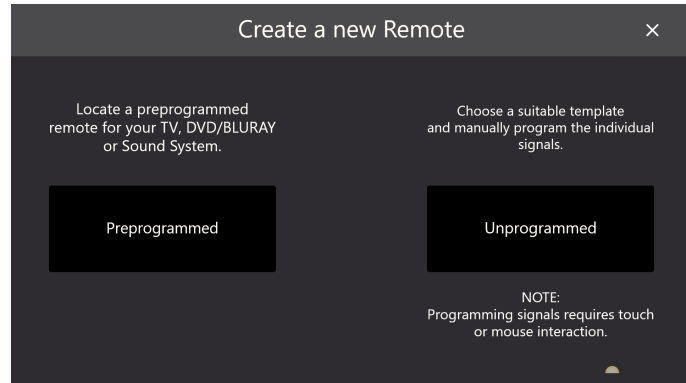 Create a new Remote
Locate a preprogrammed
remote for your TV, DVD/BLURAY
or Sound System.
Preprogrammed
Choose a suitable template
and manually program the individual
signals.
Unprogrammed
NOTE:
Programming signals requires touch
or mouse interaction.